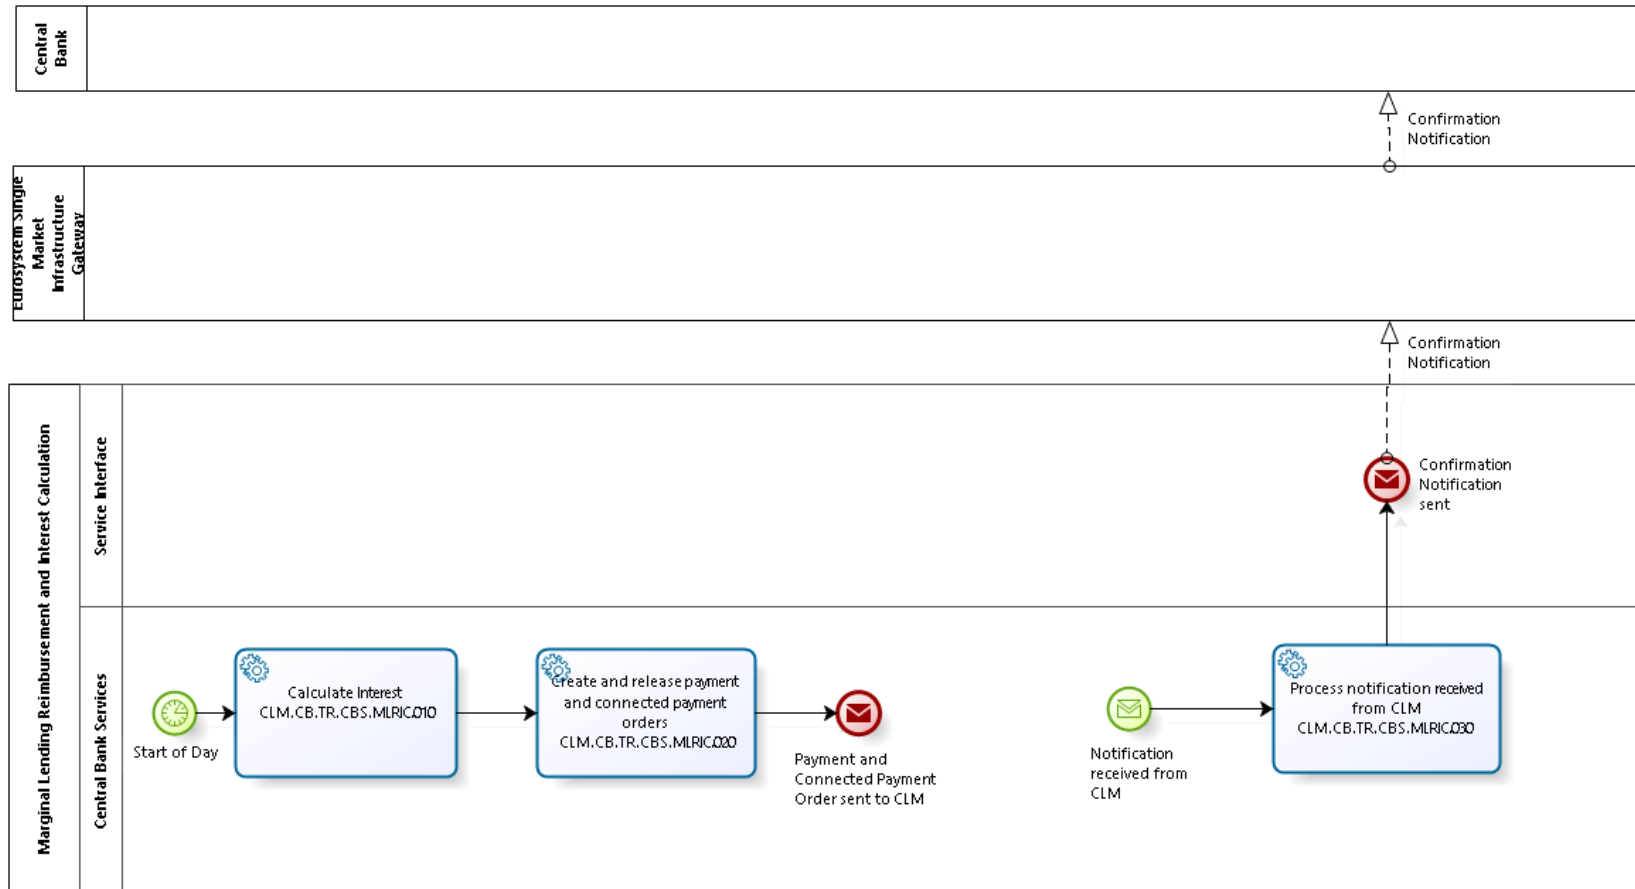 Central
Bank
Confirmation
Notification
Eurosystem Single
Market
Infrastructure
Gateway
Confirmation
Notification
Marginal Lending Reimbursement and Interest Calculation
Service Interface
Confirmation
Notification
sent
Central Bank Services
Start of Day
Calculate Interest
CLM.CB.TR.CBS.MLRIC.010
Create and release payment
and connected payment
orders
CLM.CB.TR.CBS.MLRIC.020
Payment and
Connected Payment
Order sent to CLM
Notification
received from
CLM
Process notification received
from CLM
CLM.CB.TR.CBS.MLRIC.030